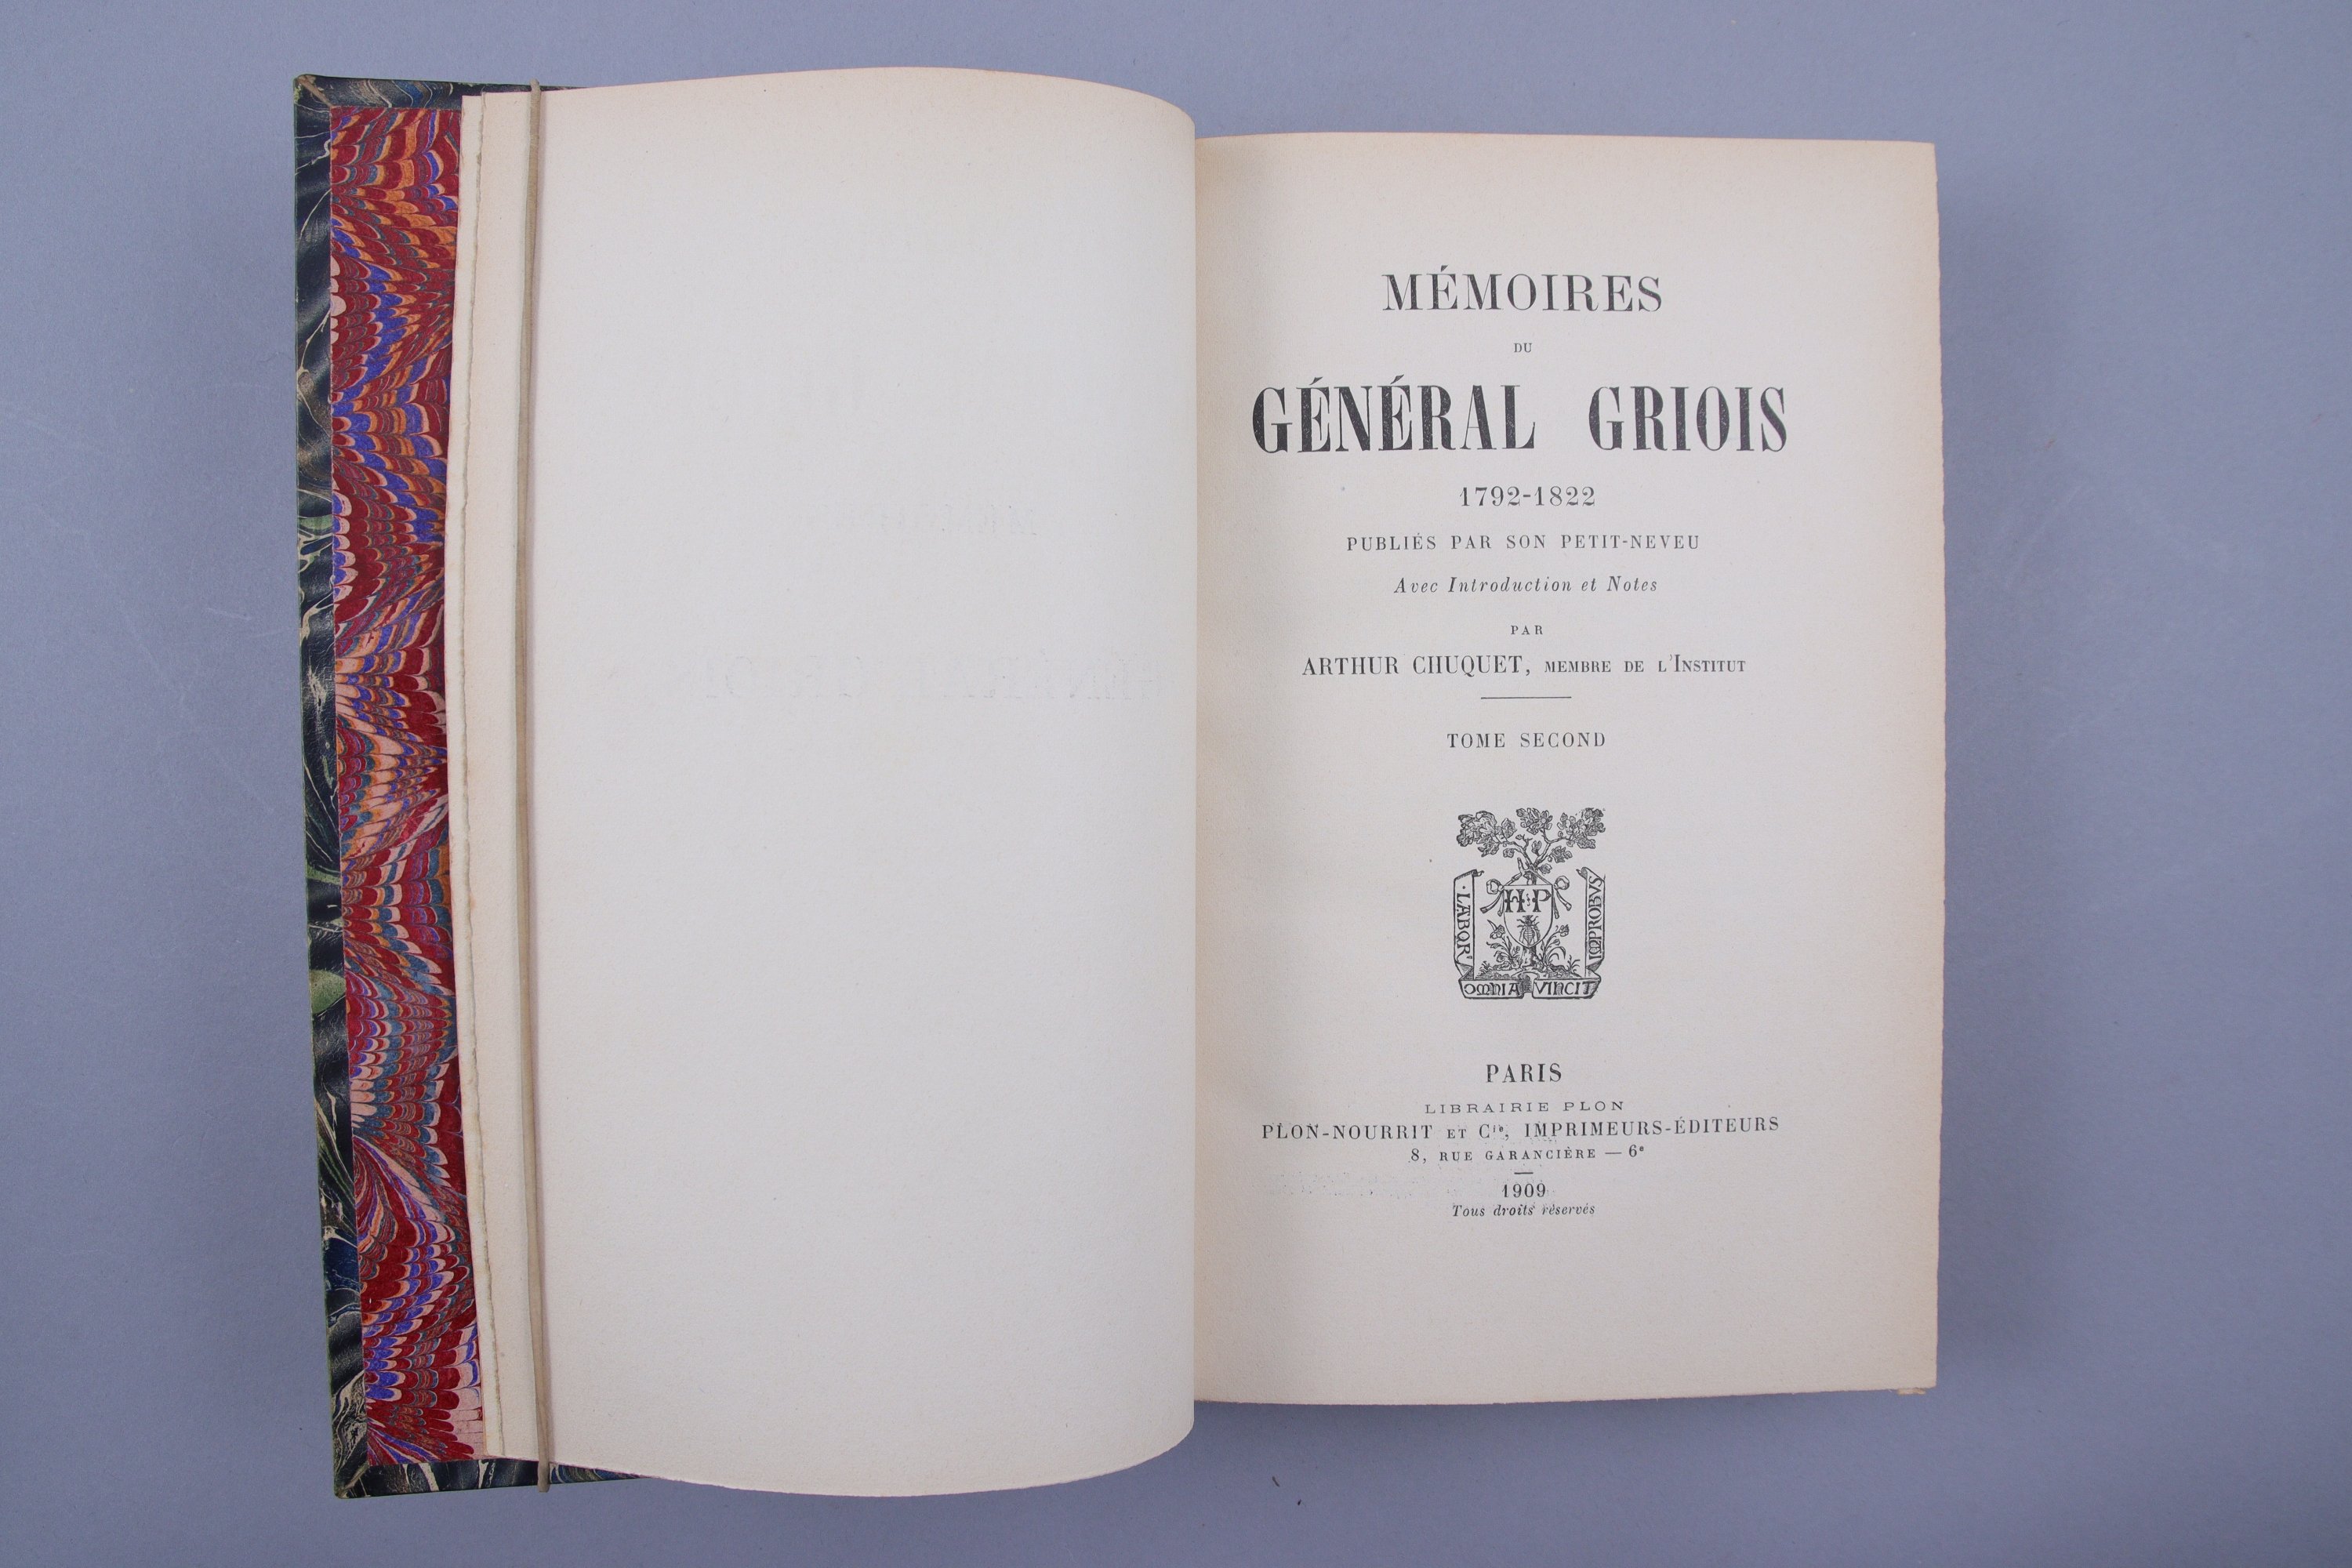 MÉMOIRES
DU
GÉNÉRAL GRIOIS
1792-1822
PUBLIÉS PAR SON PETIT-NEVEU
Avec Introduction et Notes
PAR
ARTHUR CHUQUET, MEMBRE DE L'INSTITUT
TOME SECOND
H P
LABOR
IMPROBUS
OMNIA VINCIT
PARIS
LIBRAIRIE PLON
PLON-NOURRIT ET Cie, IMPRIMEURS-ÉDITEURS
8, RUE GARANCIÈRE — 6e
1909
Tous droits réservés